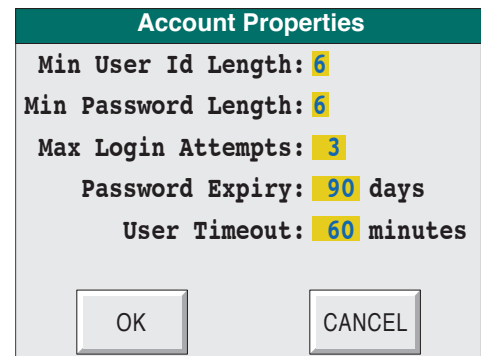 Account Properties
Min User Id Length: 6
Min Password Length: 6
Max Login Attempts: 3
Password Expiry: 90 days
User Timeout: 60 minutes
OK CANCEL